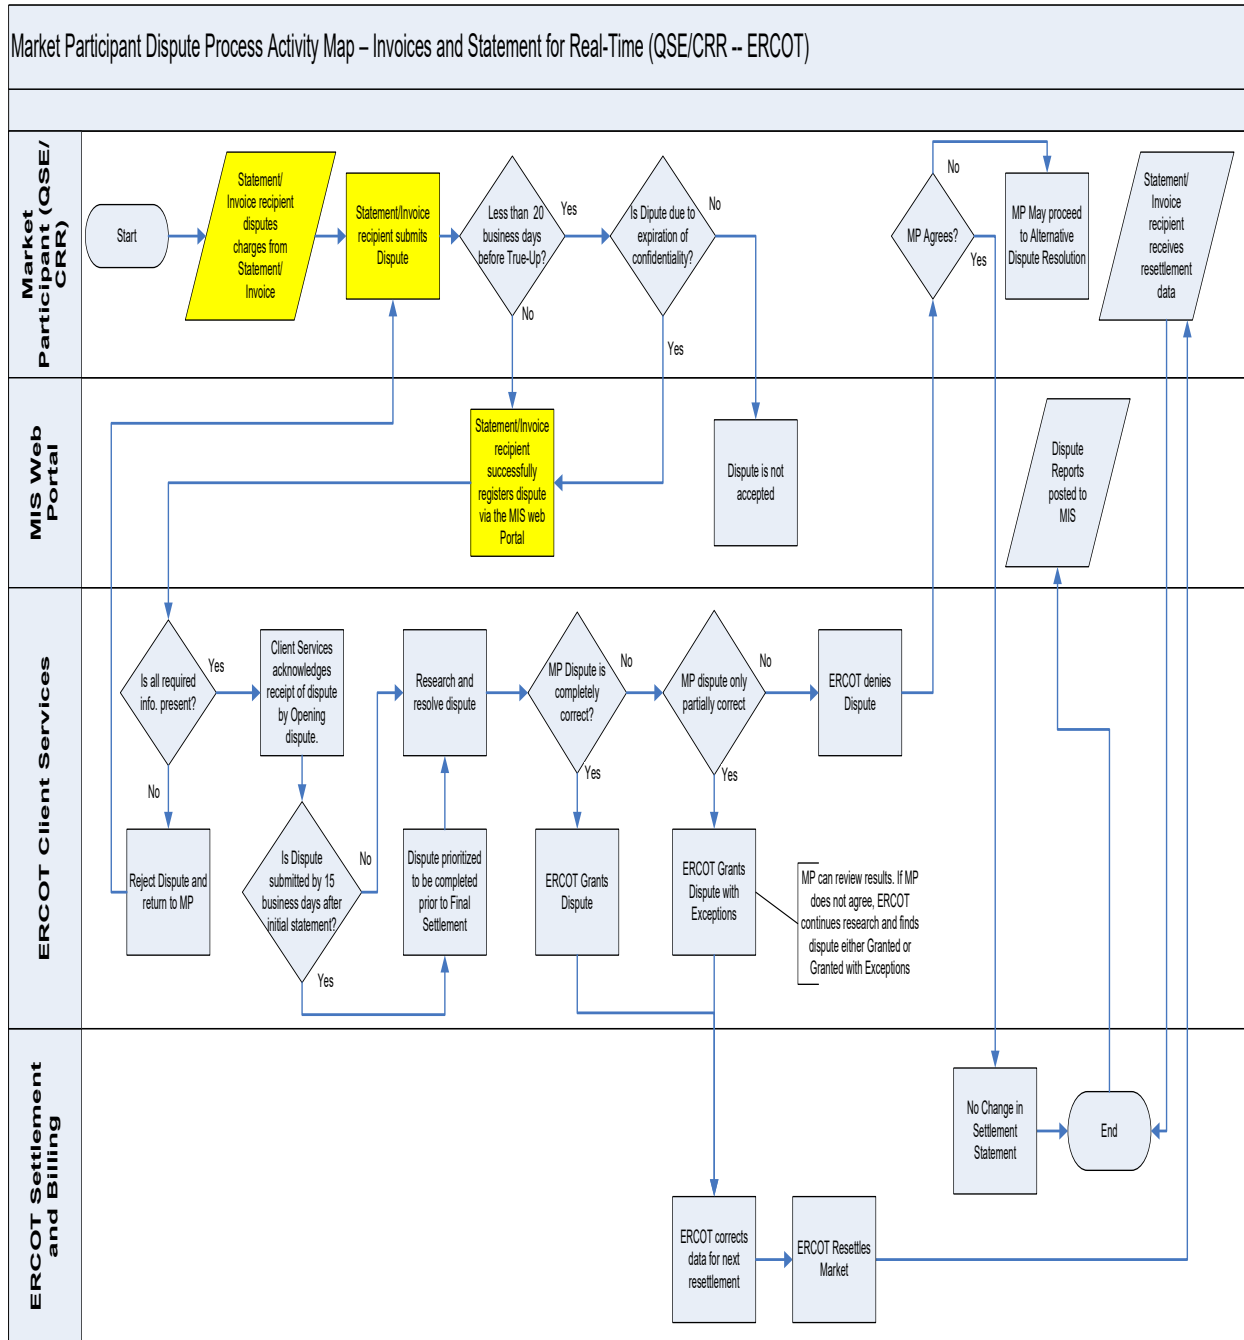 Market Participant Dispute Process Activity Map – Invoices and Statement for Real-Time (QSE/CRR -- ERCOT)
Market
Participant (QSE/
CRR)
Start
Statement/
Invoice recipient
disputes
charges from
Statement/
Invoice
Statement/Invoice
recipient submits
Dispute
Less than 20
business days
before True-Up?
Yes
No
Is Dipute due to
expiration of
confidentiality?
No
Yes
MP Agrees?
No
Yes
MP May proceed
to Alternative
Dispute Resolution
Statement/
Invoice
recipient
receives
resettlement
data
MIS Web
Portal
Statement/Invoice
recipient
successfully
registers dispute
via the MIS web
Portal
Dispute is not
accepted
Dispute
Reports
posted to
MIS
ERCOT Client Services
Is all required
info. present?
Yes
No
Client Services
acknowledges
receipt of dispute
by Opening
dispute.
Research and
resolve dispute
MP Dispute is
completely
correct?
No
Yes
MP dispute only
partially correct
No
Yes
ERCOT denies
Dispute
Reject Dispute and
return to MP
Is Dispute
submitted by 15
business days after
initial statement?
No
Yes
Dispute prioritized
to be completed
prior to Final
Settlement
ERCOT Grants
Dispute
ERCOT Grants
Dispute with
Exceptions
MP can review results. If MP
does not agree, ERCOT
continues research and finds
dispute either Granted or
Granted with Exceptions
ERCOT Settlement
and Billing
No Change in
Settlement
Statement
End
ERCOT corrects
data for next
resettlement
ERCOT Resettles
Market